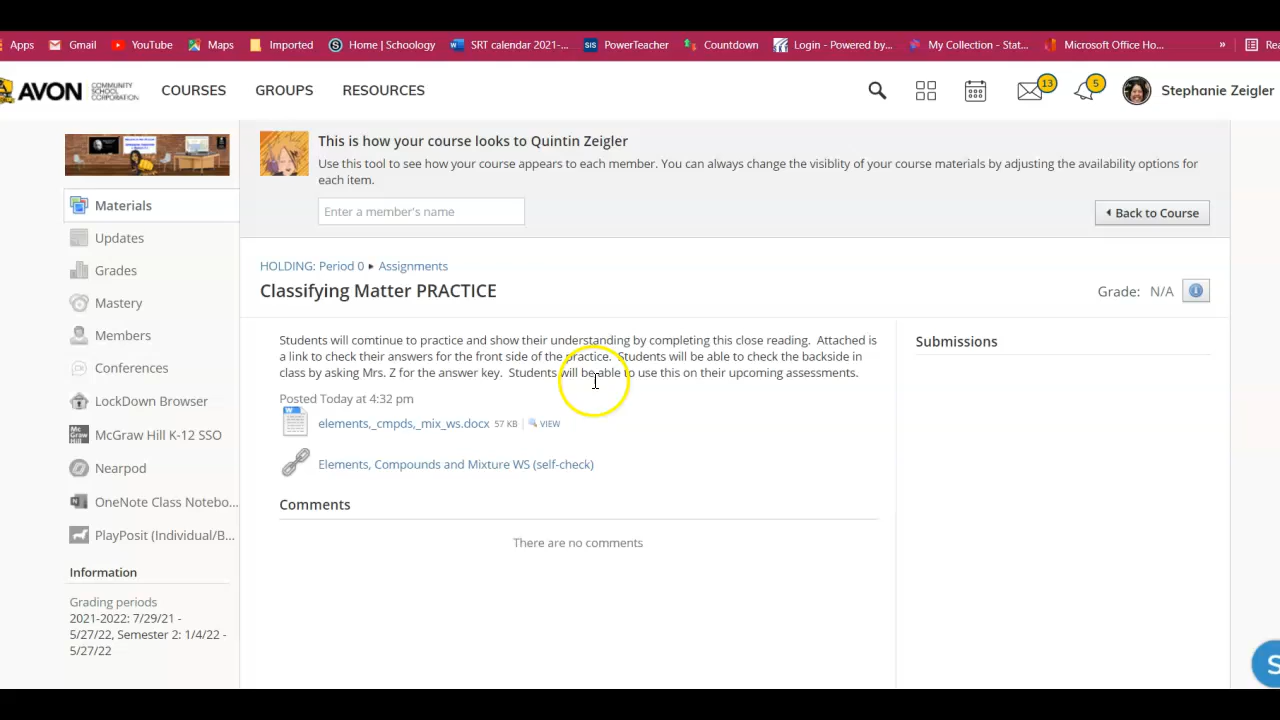 Apps Gmail YouTube Maps Imported Home | Schoology SRT calendar 2021-... SIS PowerTeacher Countdown Login - Powered by... My Collection - Stat... Microsoft Office Ho... » Rea
AVON COMMUNITY SCHOOL CORPORATION COURSES GROUPS RESOURCES 13 5 Stephanie Zeigler
This is how your course looks to Quintin Zeigler
Use this tool to see how your course appears to each member. You can always change the visiblity of your course materials by adjusting the availability options for
each item.
Enter a member's name
Back to Course
Materials
Updates
Grades
Mastery
Members
Conferences
LockDown Browser
McGraw Hill K-12 SSO
Nearpod
OneNote Class Notebo...
PlayPosit (Individual/B...
Information
Grading periods
2021-2022: 7/29/21 -
5/27/22, Semester 2: 1/4/22 -
5/27/22
HOLDING: Period 0 ▸ Assignments
Classifying Matter PRACTICE
Grade: N/A
Students will comtinue to practice and show their understanding by completing this close reading. Attached is
a link to check their answers for the front side of the practice. Students will be able to check the backside in
class by asking Mrs. Z for the answer key. Students will be able to use this on their upcoming assessments.
Posted Today at 4:32 pm
elements,_cmpds,_mix_ws.docx 57 KB VIEW
Elements, Compounds and Mixture WS (self-check)
Comments
There are no comments
Submissions
S